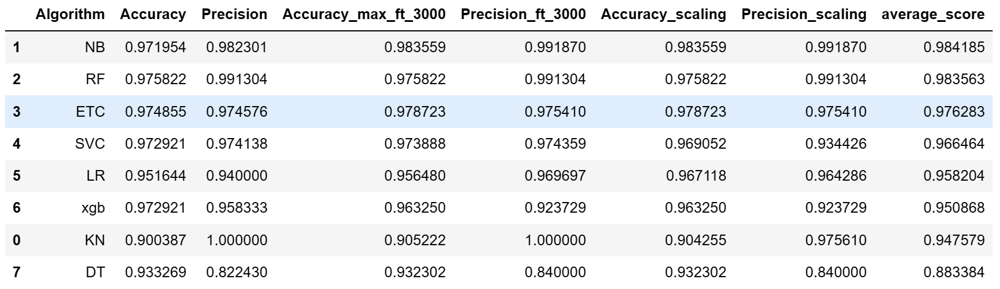 Algorithm Accuracy Precision Accuracy_max_ft_3000 Precision_ft_3000 Accuracy_scaling Precision_scaling average_score
1 NB 0.971954 0.982301 0.983559 0.991870 0.983559 0.991870 0.984185
2 RF 0.975822 0.991304 0.975822 0.991304 0.975822 0.991304 0.983563
3 ETC 0.974855 0.974576 0.978723 0.975410 0.978723 0.975410 0.976283
4 SVC 0.972921 0.974138 0.973888 0.974359 0.969052 0.934426 0.966464
5 LR 0.951644 0.940000 0.956480 0.969697 0.967118 0.964286 0.958204
6 xgb 0.972921 0.958333 0.963250 0.923729 0.963250 0.923729 0.950868
0 KN 0.900387 1.000000 0.905222 1.000000 0.904255 0.975610 0.947579
7 DT 0.933269 0.822430 0.932302 0.840000 0.932302 0.840000 0.883384